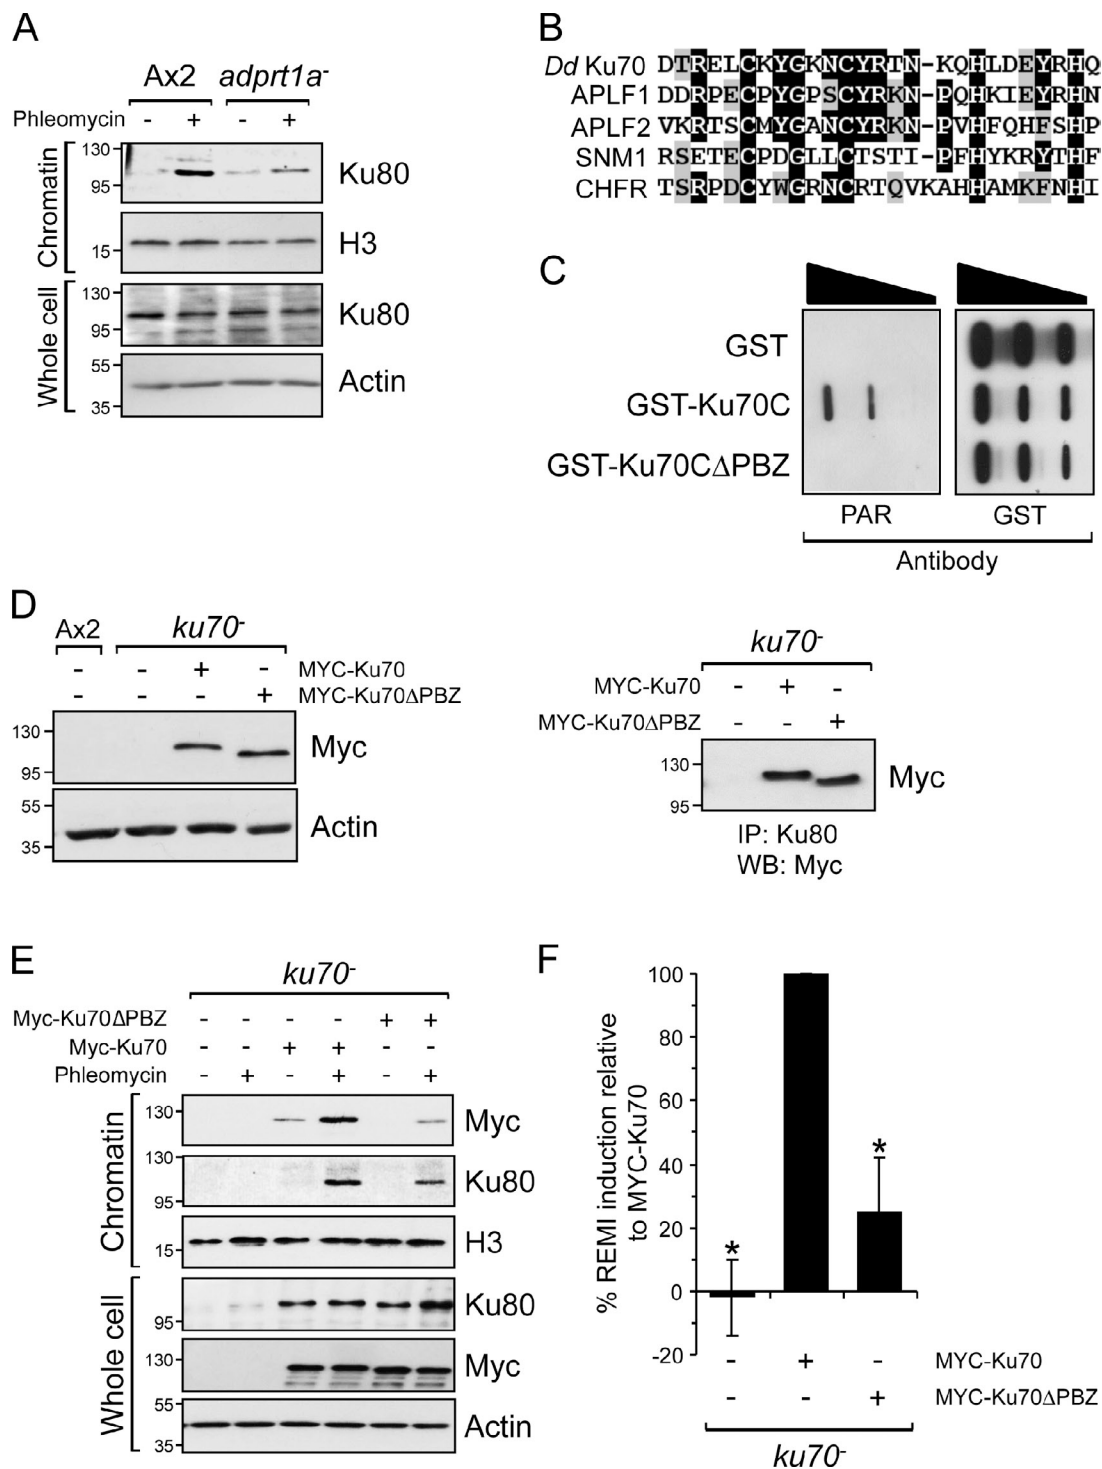 A
Ax2 adprt1a-
Phleomycin - + - +
Chromatin
130
95
Ku80
15
H3
Whole cell
130
95
Ku80
55
35
Actin
B
Dd Ku70 DTRELCKYGKNCYRTN-KQHLDEYRHQ
APLF1 DDRPECPYGPSCYRKN-PQHKIEYRHN
APLF2 VKRTSCMYGANCYRKN-PVHFQHFSHP
SNM1 RSETECPDGLLCTSTI-PFHYKRYTHF
CHFR TSRPDCYWGRNCRTQVKAHHAMKFNHI
C
GST
GST-Ku70C
GST-Ku70CΔPBZ
PAR GST
Antibody
D
Ax2 ku70-
- - + - MYC-Ku70
- - - + MYC-Ku70ΔPBZ
130
95
Myc
55
35
Actin
ku70-
MYC-Ku70 - + -
MYC-Ku70ΔPBZ - - +
130
95
Myc
IP: Ku80
WB: Myc
E
ku70-
Myc-Ku70ΔPBZ - - - - + +
Myc-Ku70 - - + + - -
Phleomycin - + - + - +
Chromatin
130
Myc
130
95
Ku80
15
H3
Whole cell
95
Ku80
130
Myc
55
35
Actin
F
% REMI induction relative
to MYC-Ku70
100
80
60
40
20
0
-20
* *
- + - MYC-Ku70
- - + MYC-Ku70ΔPBZ
ku70-